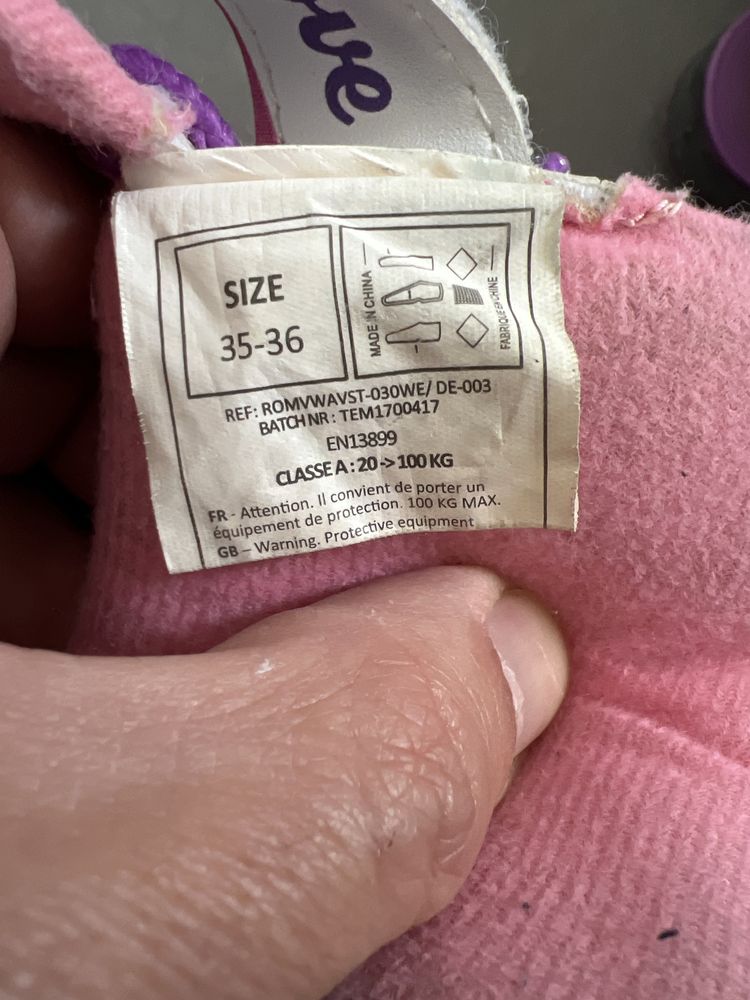 ove
SIZE
35-36
MADE IN CHINA
FABRIQUE EN CHINE
REF: ROMVWAVST-030WE/ DE-003
BATCH NR : TEM1700417
EN13899
CLASSE A : 20 -> 100 KG
FR - Attention. Il convient de porter un
équipement de protection. 100 KG MAX.
GB – Warning. Protective equipment